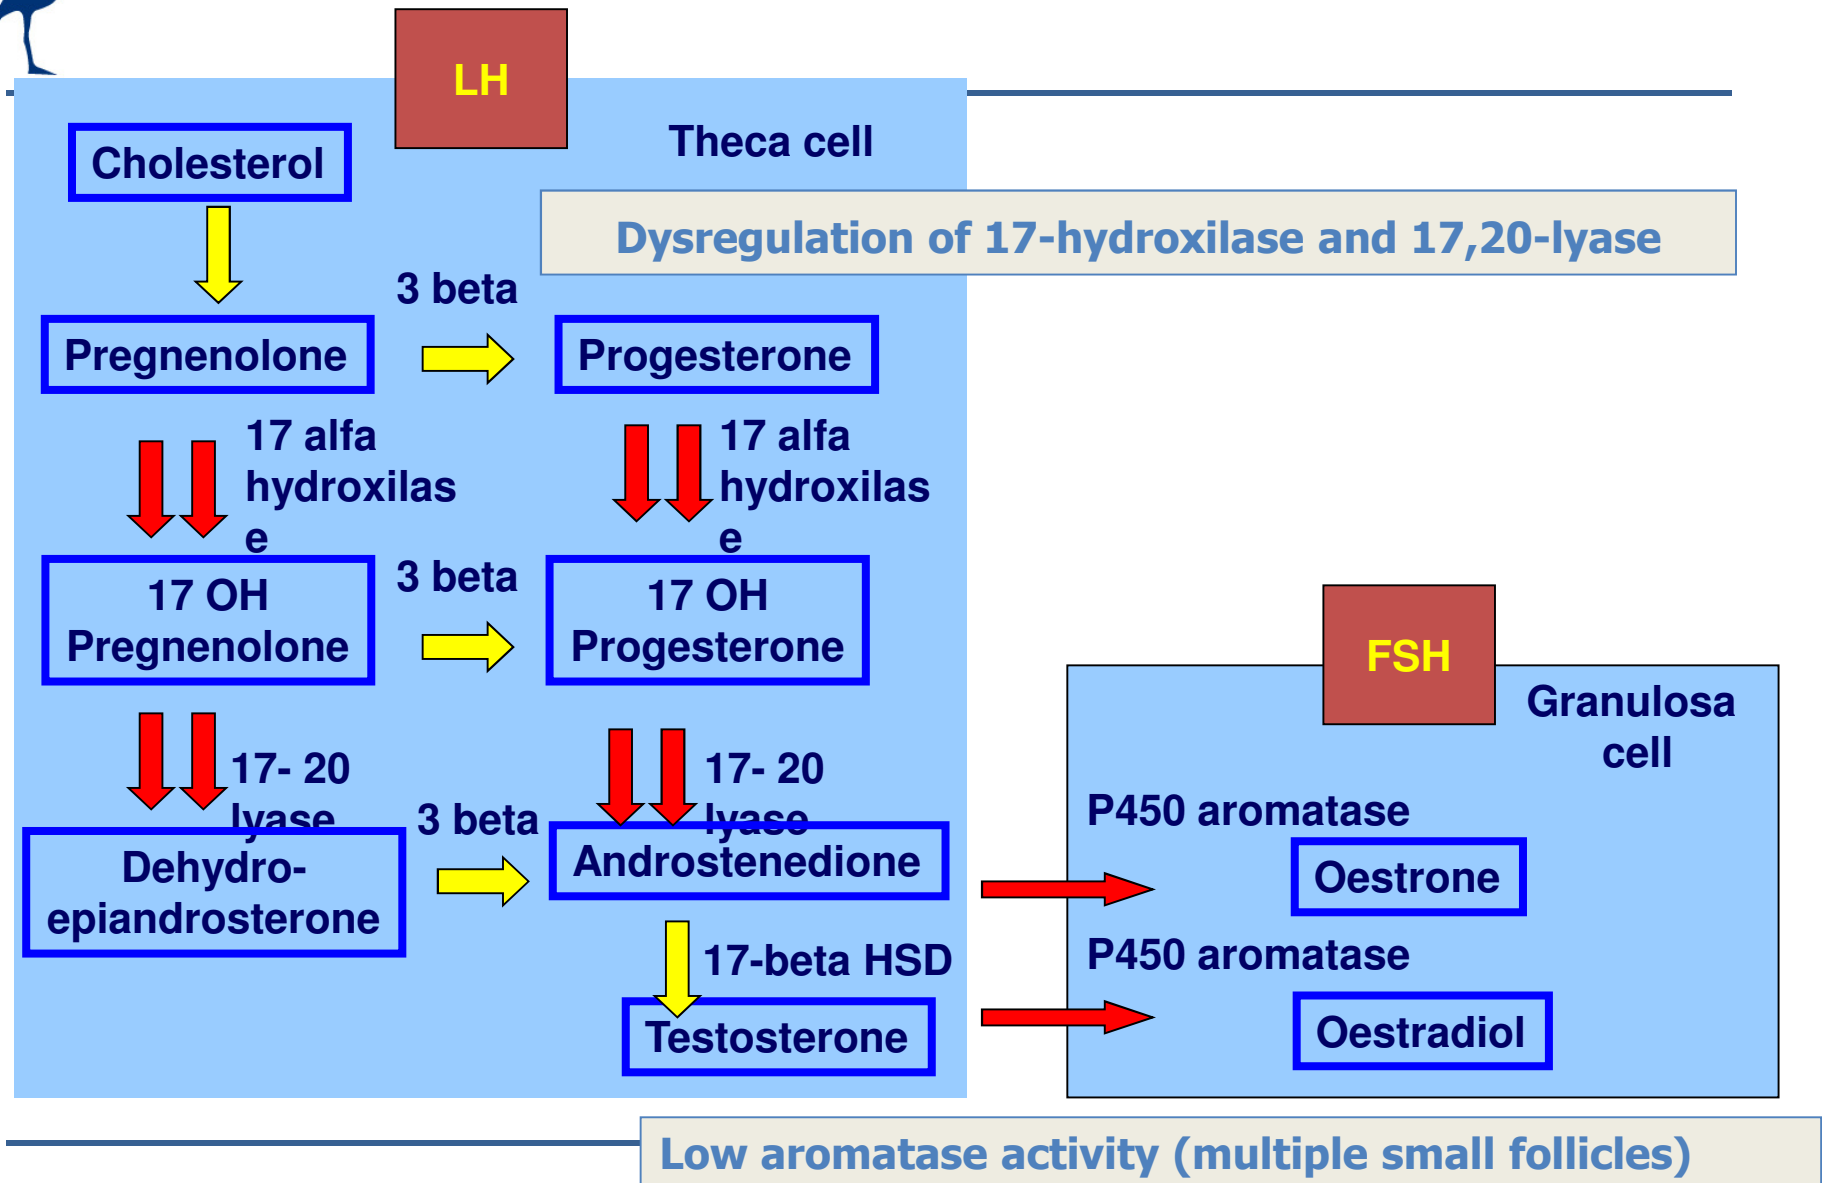 LH
Theca cell
Cholesterol
Dysregulation of 17-hydroxilase and 17,20-lyase
3 beta
Pregnenolone
Progesterone
17 alfa
hydroxilas
e
17 alfa
hydroxilas
e
3 beta
17 OH
Pregnenolone
17 OH
Progesterone
FSH
Granulosa
cell
17- 20
lyase
17- 20
lyase
3 beta
P450 aromatase
Dehydro-
epiandrosterone
Androstenedione
Oestrone
17-beta HSD
P450 aromatase
Testosterone
Oestradiol
Low aromatase activity (multiple small follicles)